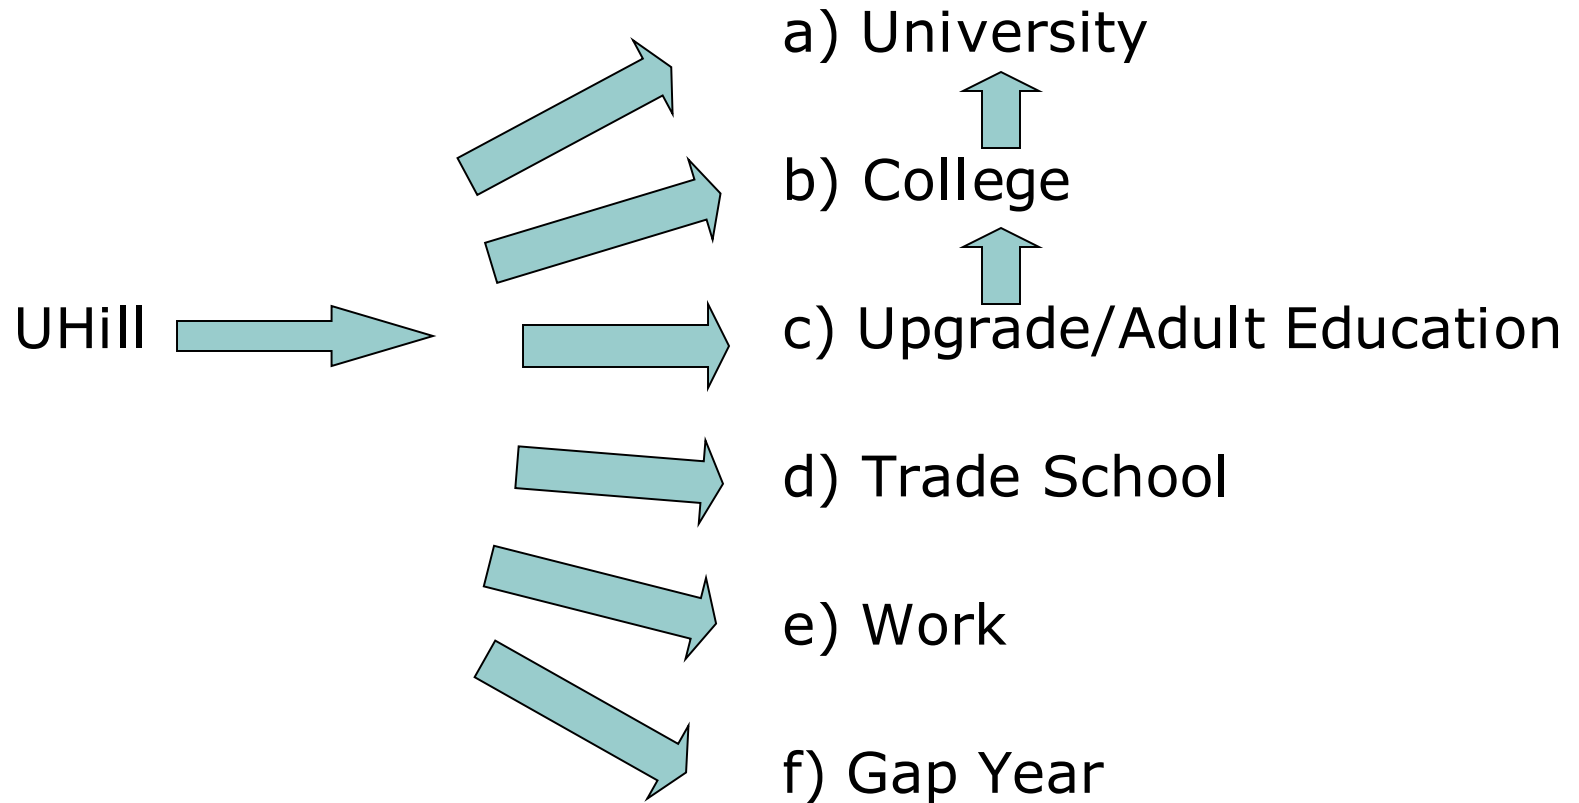 a) University
b) College
UHill
c) Upgrade/Adult Education
d) Trade School
e) Work
f) Gap Year